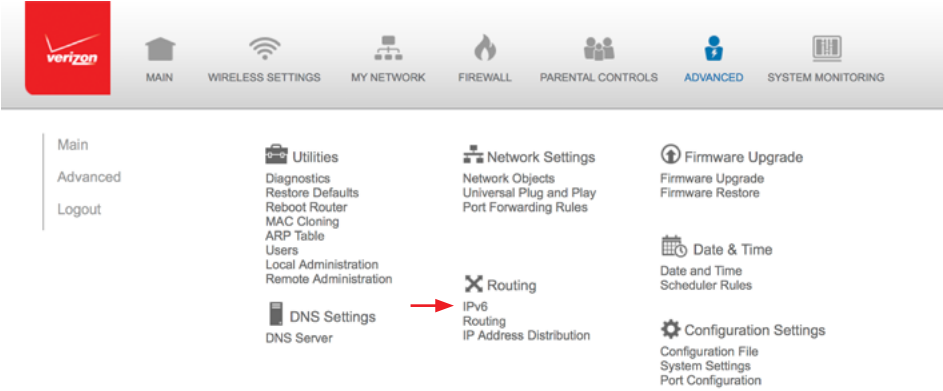 verizon
MAIN
WIRELESS SETTINGS
MY NETWORK
FIREWALL
PARENTAL CONTROLS
ADVANCED
SYSTEM MONITORING
Main
Advanced
Logout
Utilities
Diagnostics
Restore Defaults
Reboot Router
MAC Cloning
ARP Table
Users
Local Administration
Remote Administration
DNS Settings
DNS Server
Network Settings
Network Objects
Universal Plug and Play
Port Forwarding Rules
Routing
IPv6
Routing
IP Address Distribution
Firmware Upgrade
Firmware Upgrade
Firmware Restore
Date & Time
Date and Time
Scheduler Rules
Configuration Settings
Configuration File
System Settings
Port Configuration